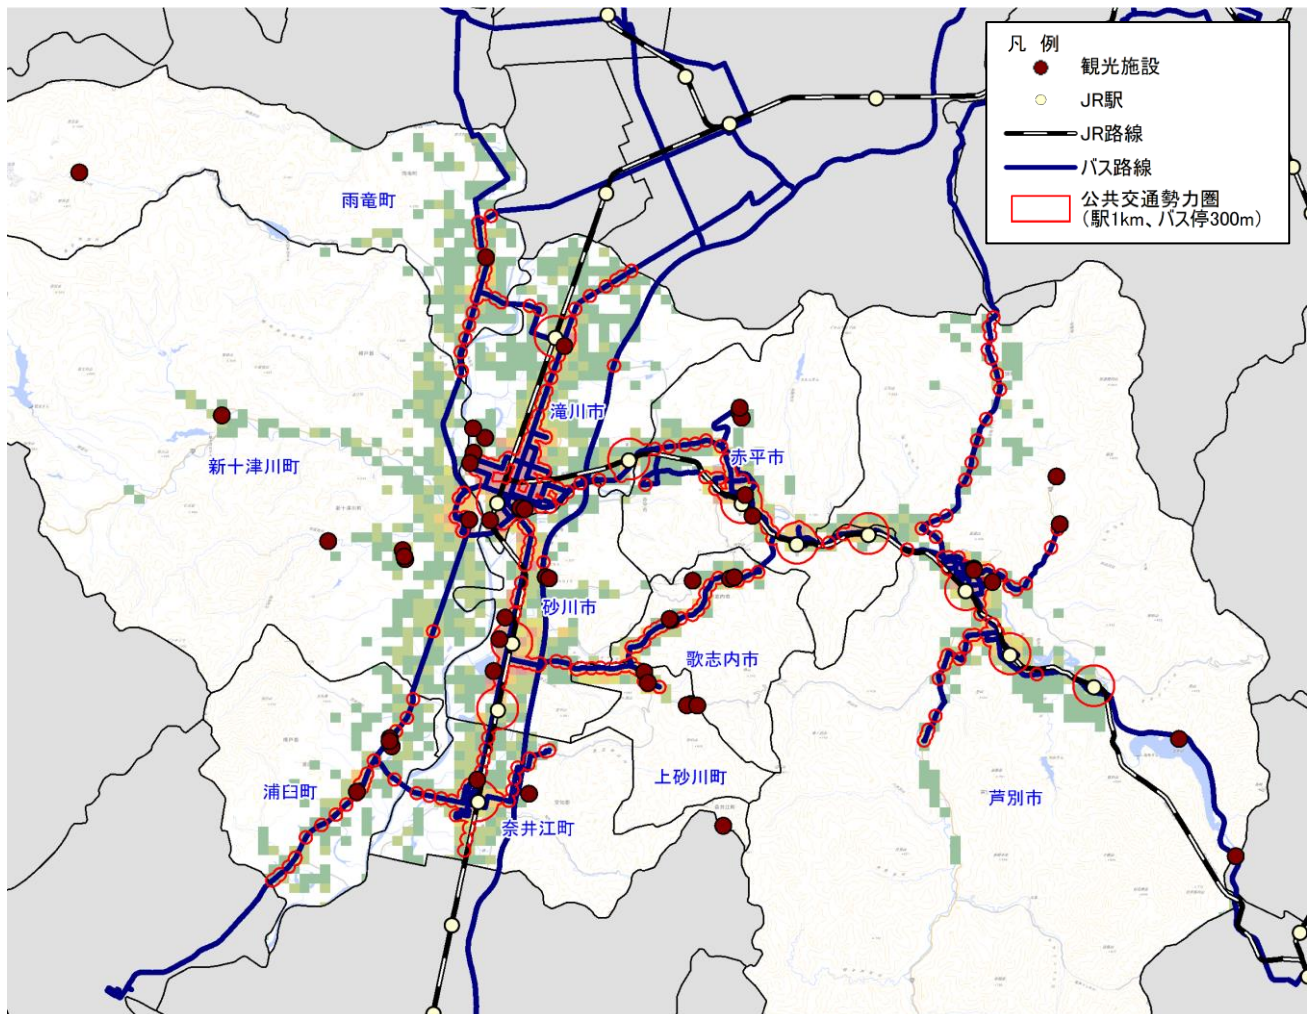 凡 例
観光施設
JR駅
JR路線
バス路線
公共交通勢力圏
(駅1km、バス停300m)
雨竜町
滝川市
赤平市
新十津川町
砂川市
歌志内市
上砂川町
浦臼町
芦別市
奈井江町